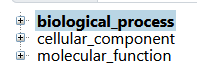 biological_process
cellular_component
molecular_function